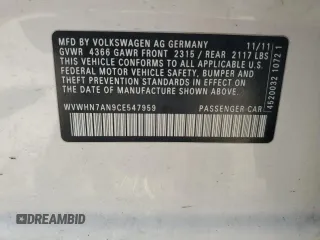 MFD BY VOLKSWAGEN AG GERMANY 11/11
GVWR 4366 GAWR FRONT 2315 / REAR 2117 LBS
THIS VEHICLE CONFORMS TO ALL APPLICABLE U.S.
FEDERAL MOTOR VEHICLE SAFETY, BUMPER, AND
THEFT PREVENTION STANDARDS IN EFFECT ON THE
DATE OF MANUFACTURE SHOWN ABOVE.
WVWHN7AN9CE547959 PASSENGER CAR
4520032 1072 1
DREAMBID